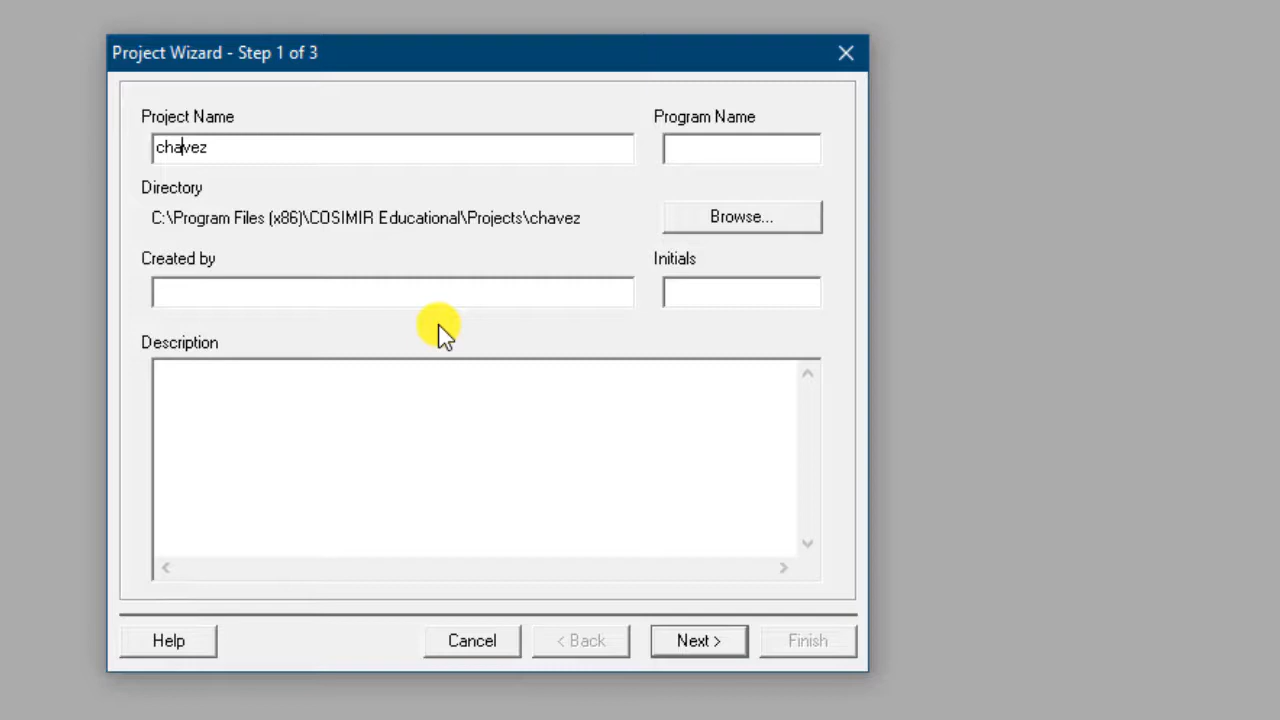 Project Wizard - Step 1 of 3
Project Name
Program Name
chavez
Directory
C:\Program Files (x86)\COSIMIR Educational\Projects\chavez
Browse...
Created by
Initials
Description
Help
Cancel
< Back
Next >
Finish